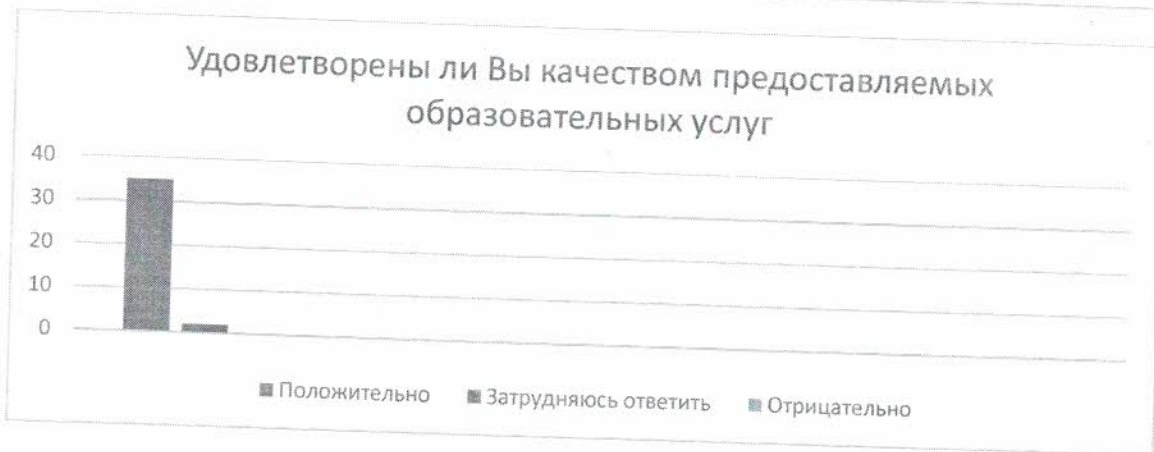 Удовлетворены ли Вы качеством предоставляемых
образовательных услуг
40
30
20
10
0
Положительно Затрудняюсь ответить Отрицательно